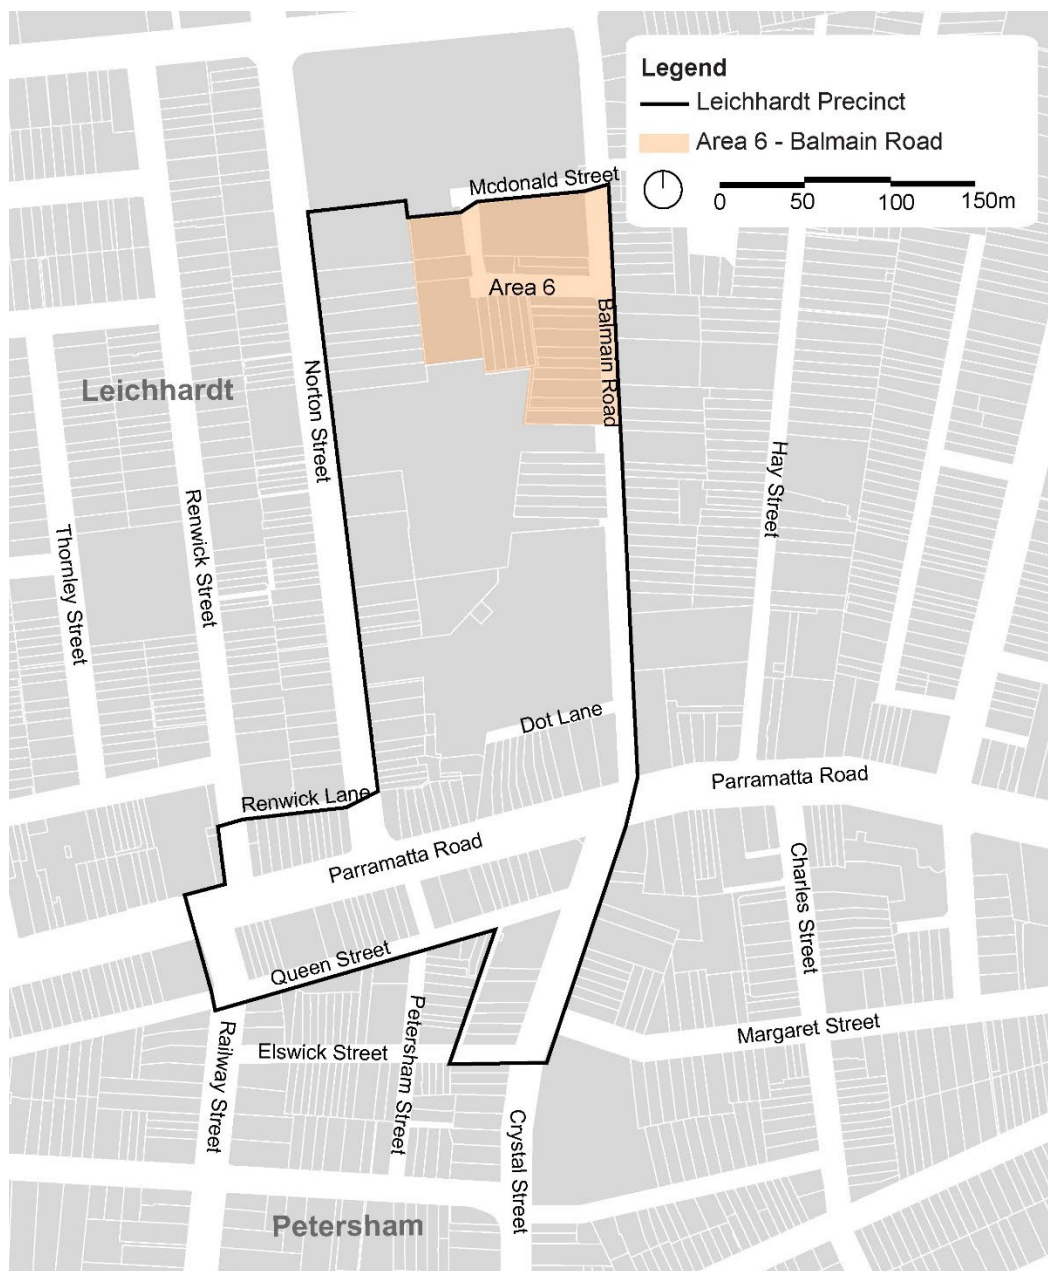 Legend
Leichhardt Precinct
Area 6 - Balmain Road
0 50 100 150m
Mcdonald Street
Area 6
Balmain Road
Leichhardt
Norton Street
Hay Street
Renwick Street
Thornley Street
Dot Lane
Parramatta Road
Renwick Lane
Parramatta Road
Charles Street
Queen Street
Petersham Street
Margaret Street
Railway Street
Elswick Street
Crystal Street
Petersham